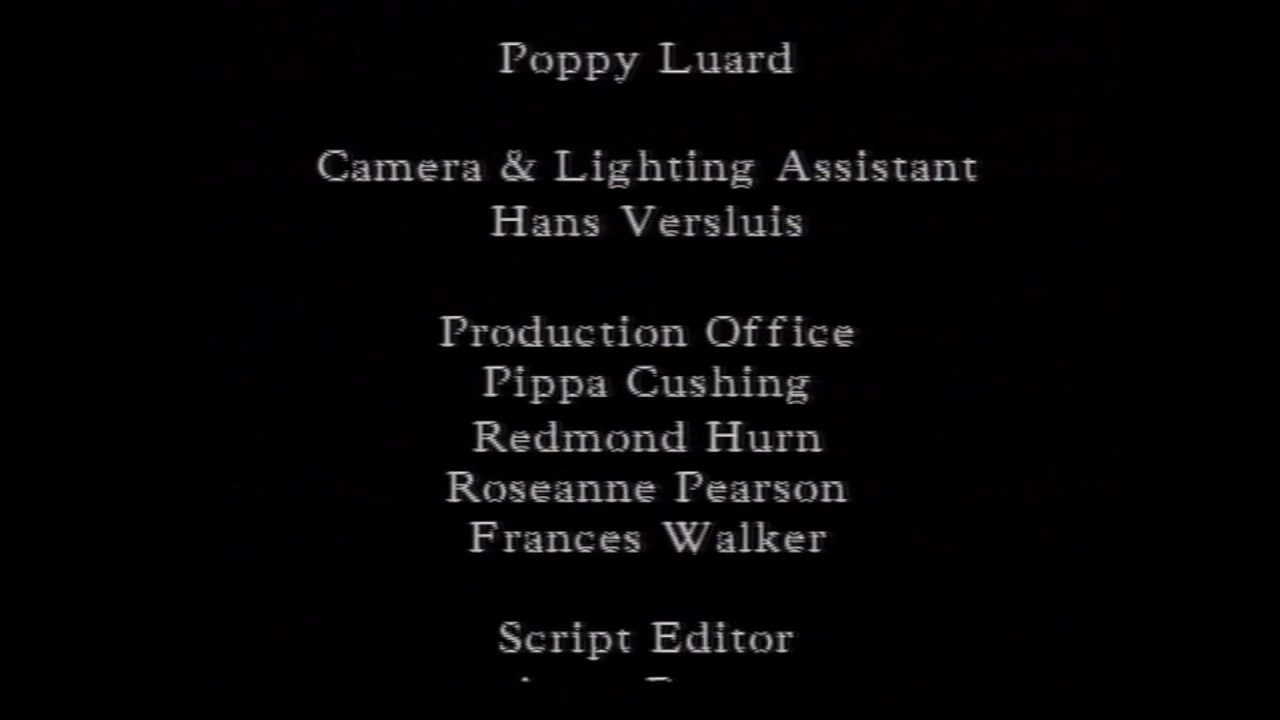 Poppy Luard
Camera & Lighting Assistant
Hans Versluis
Production Office
Pippa Cushing
Redmond Hurn
Roseanne Pearson
Frances Walker
Script Editor